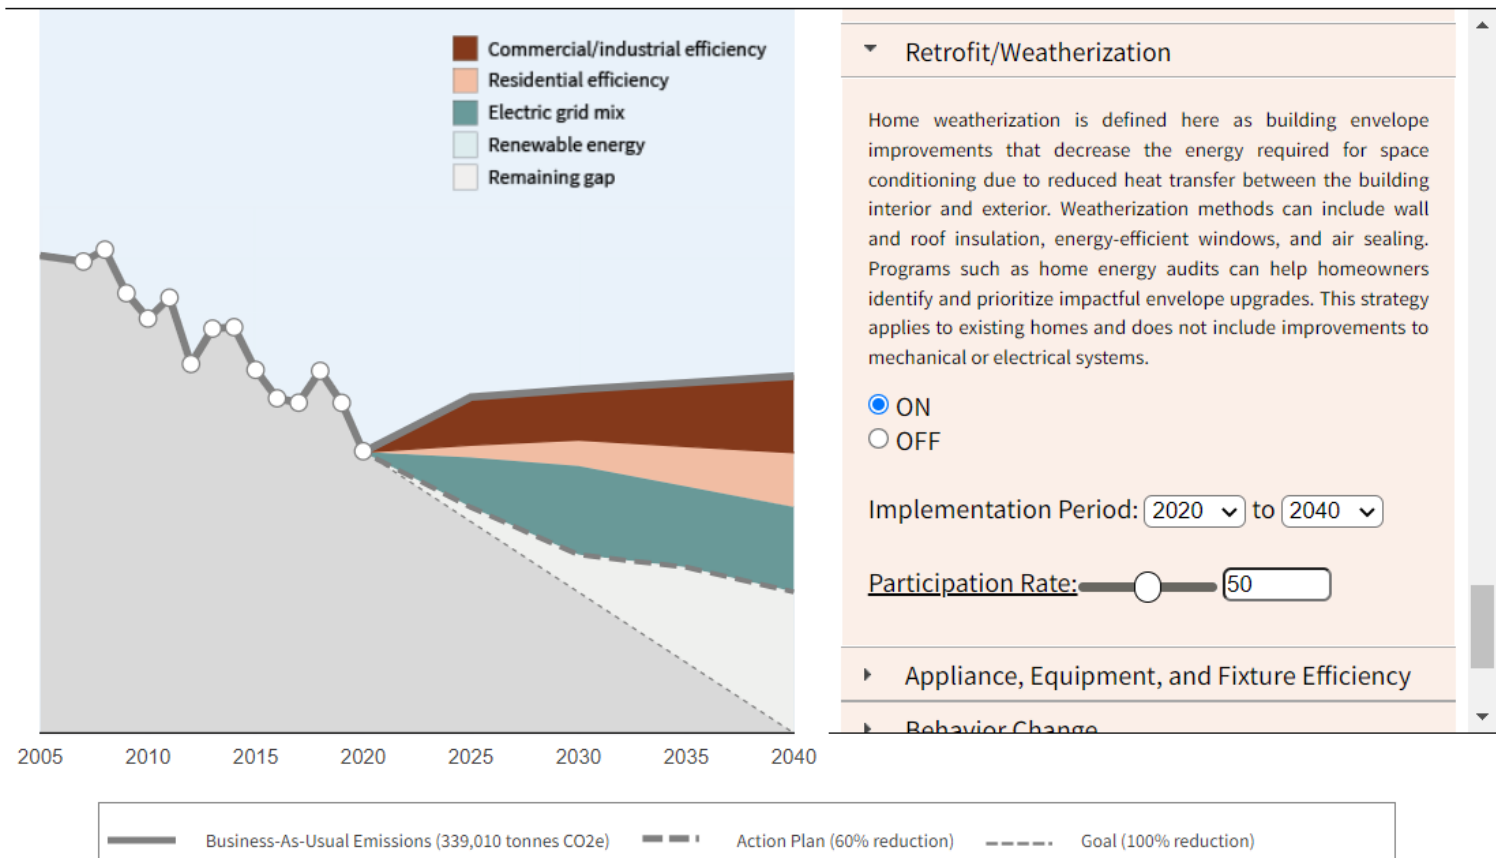 Commercial/industrial efficiency
Residential efficiency
Electric grid mix
Renewable energy
Remaining gap
2005 2010 2015 2020 2025 2030 2035 2040
Retrofit/Weatherization
Home weatherization is defined here as building envelope
improvements that decrease the energy required for space
conditioning due to reduced heat transfer between the building
interior and exterior. Weatherization methods can include wall
and roof insulation, energy-efficient windows, and air sealing.
Programs such as home energy audits can help homeowners
identify and prioritize impactful envelope upgrades. This strategy
applies to existing homes and does not include improvements to
mechanical or electrical systems.
ON
OFF
Implementation Period: 2020 to 2040
Participation Rate: 50
Appliance, Equipment, and Fixture Efficiency
Behavior Change
Business-As-Usual Emissions (339,010 tonnes CO2e) Action Plan (60% reduction) Goal (100% reduction)